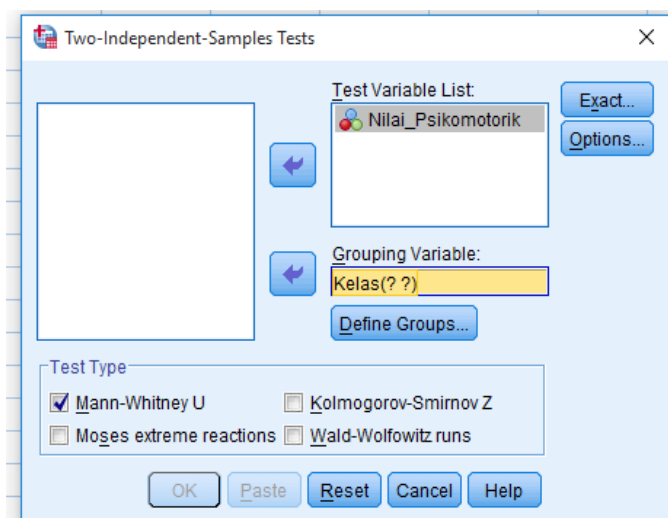 Two-Independent-Samples Tests
Test Variable List:
Nilai_Psikomotorik
Exact...
Options...
Grouping Variable:
Kelas(? ?)
Define Groups...
Test Type
Mann-Whitney U
Kolmogorov-Smirnov Z
Moses extreme reactions
Wald-Wolfowitz runs
OK
Paste
Reset
Cancel
Help